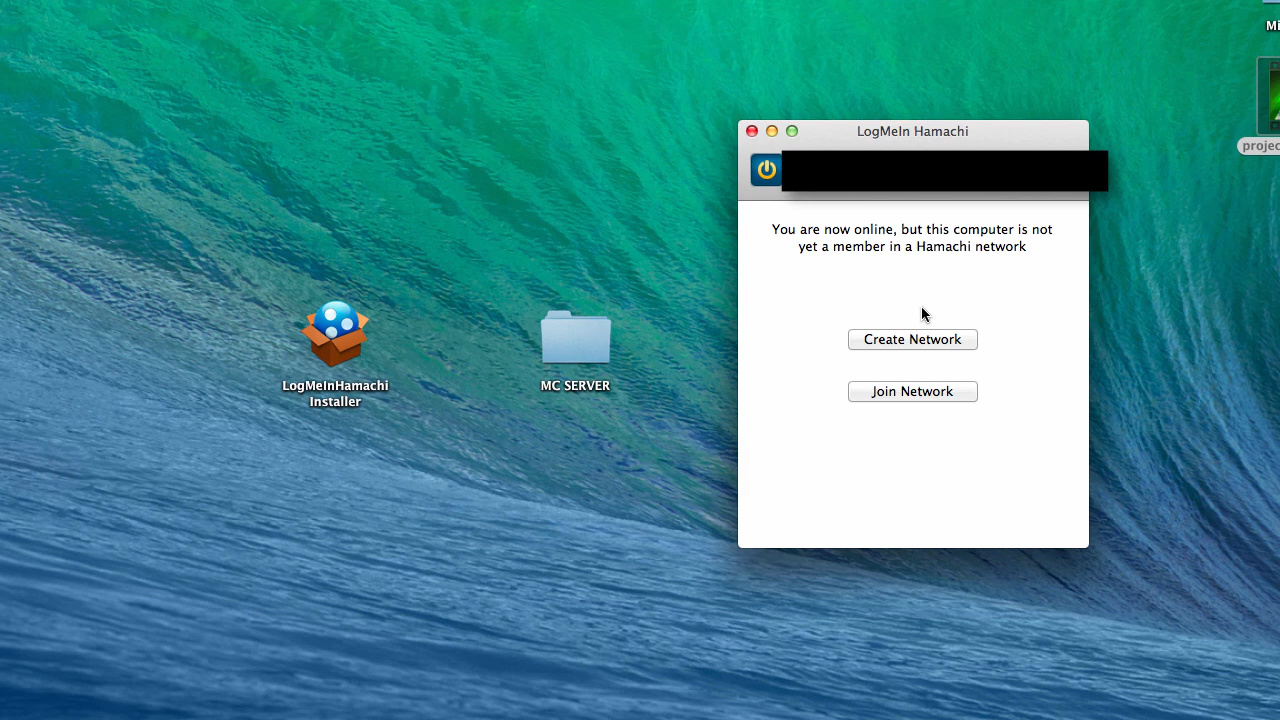 LogMeIn Hamachi
You are now online, but this computer is not
yet a member in a Hamachi network
Create Network
Join Network
LogMeInHamachi
Installer
MC SERVER